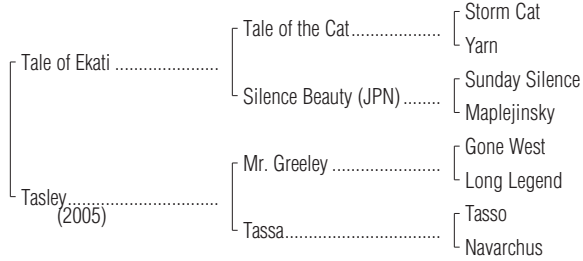 Storm Cat
Tale of the Cat....................
Yarn
Tale of Ekati .......................
Sunday Silence
Silence Beauty (JPN) ........
Maplejinsky
Gone West
Mr. Greeley ........................
Long Legend
Tasley.................................
(2005)
Tasso
Tassa..................................
Navarchus